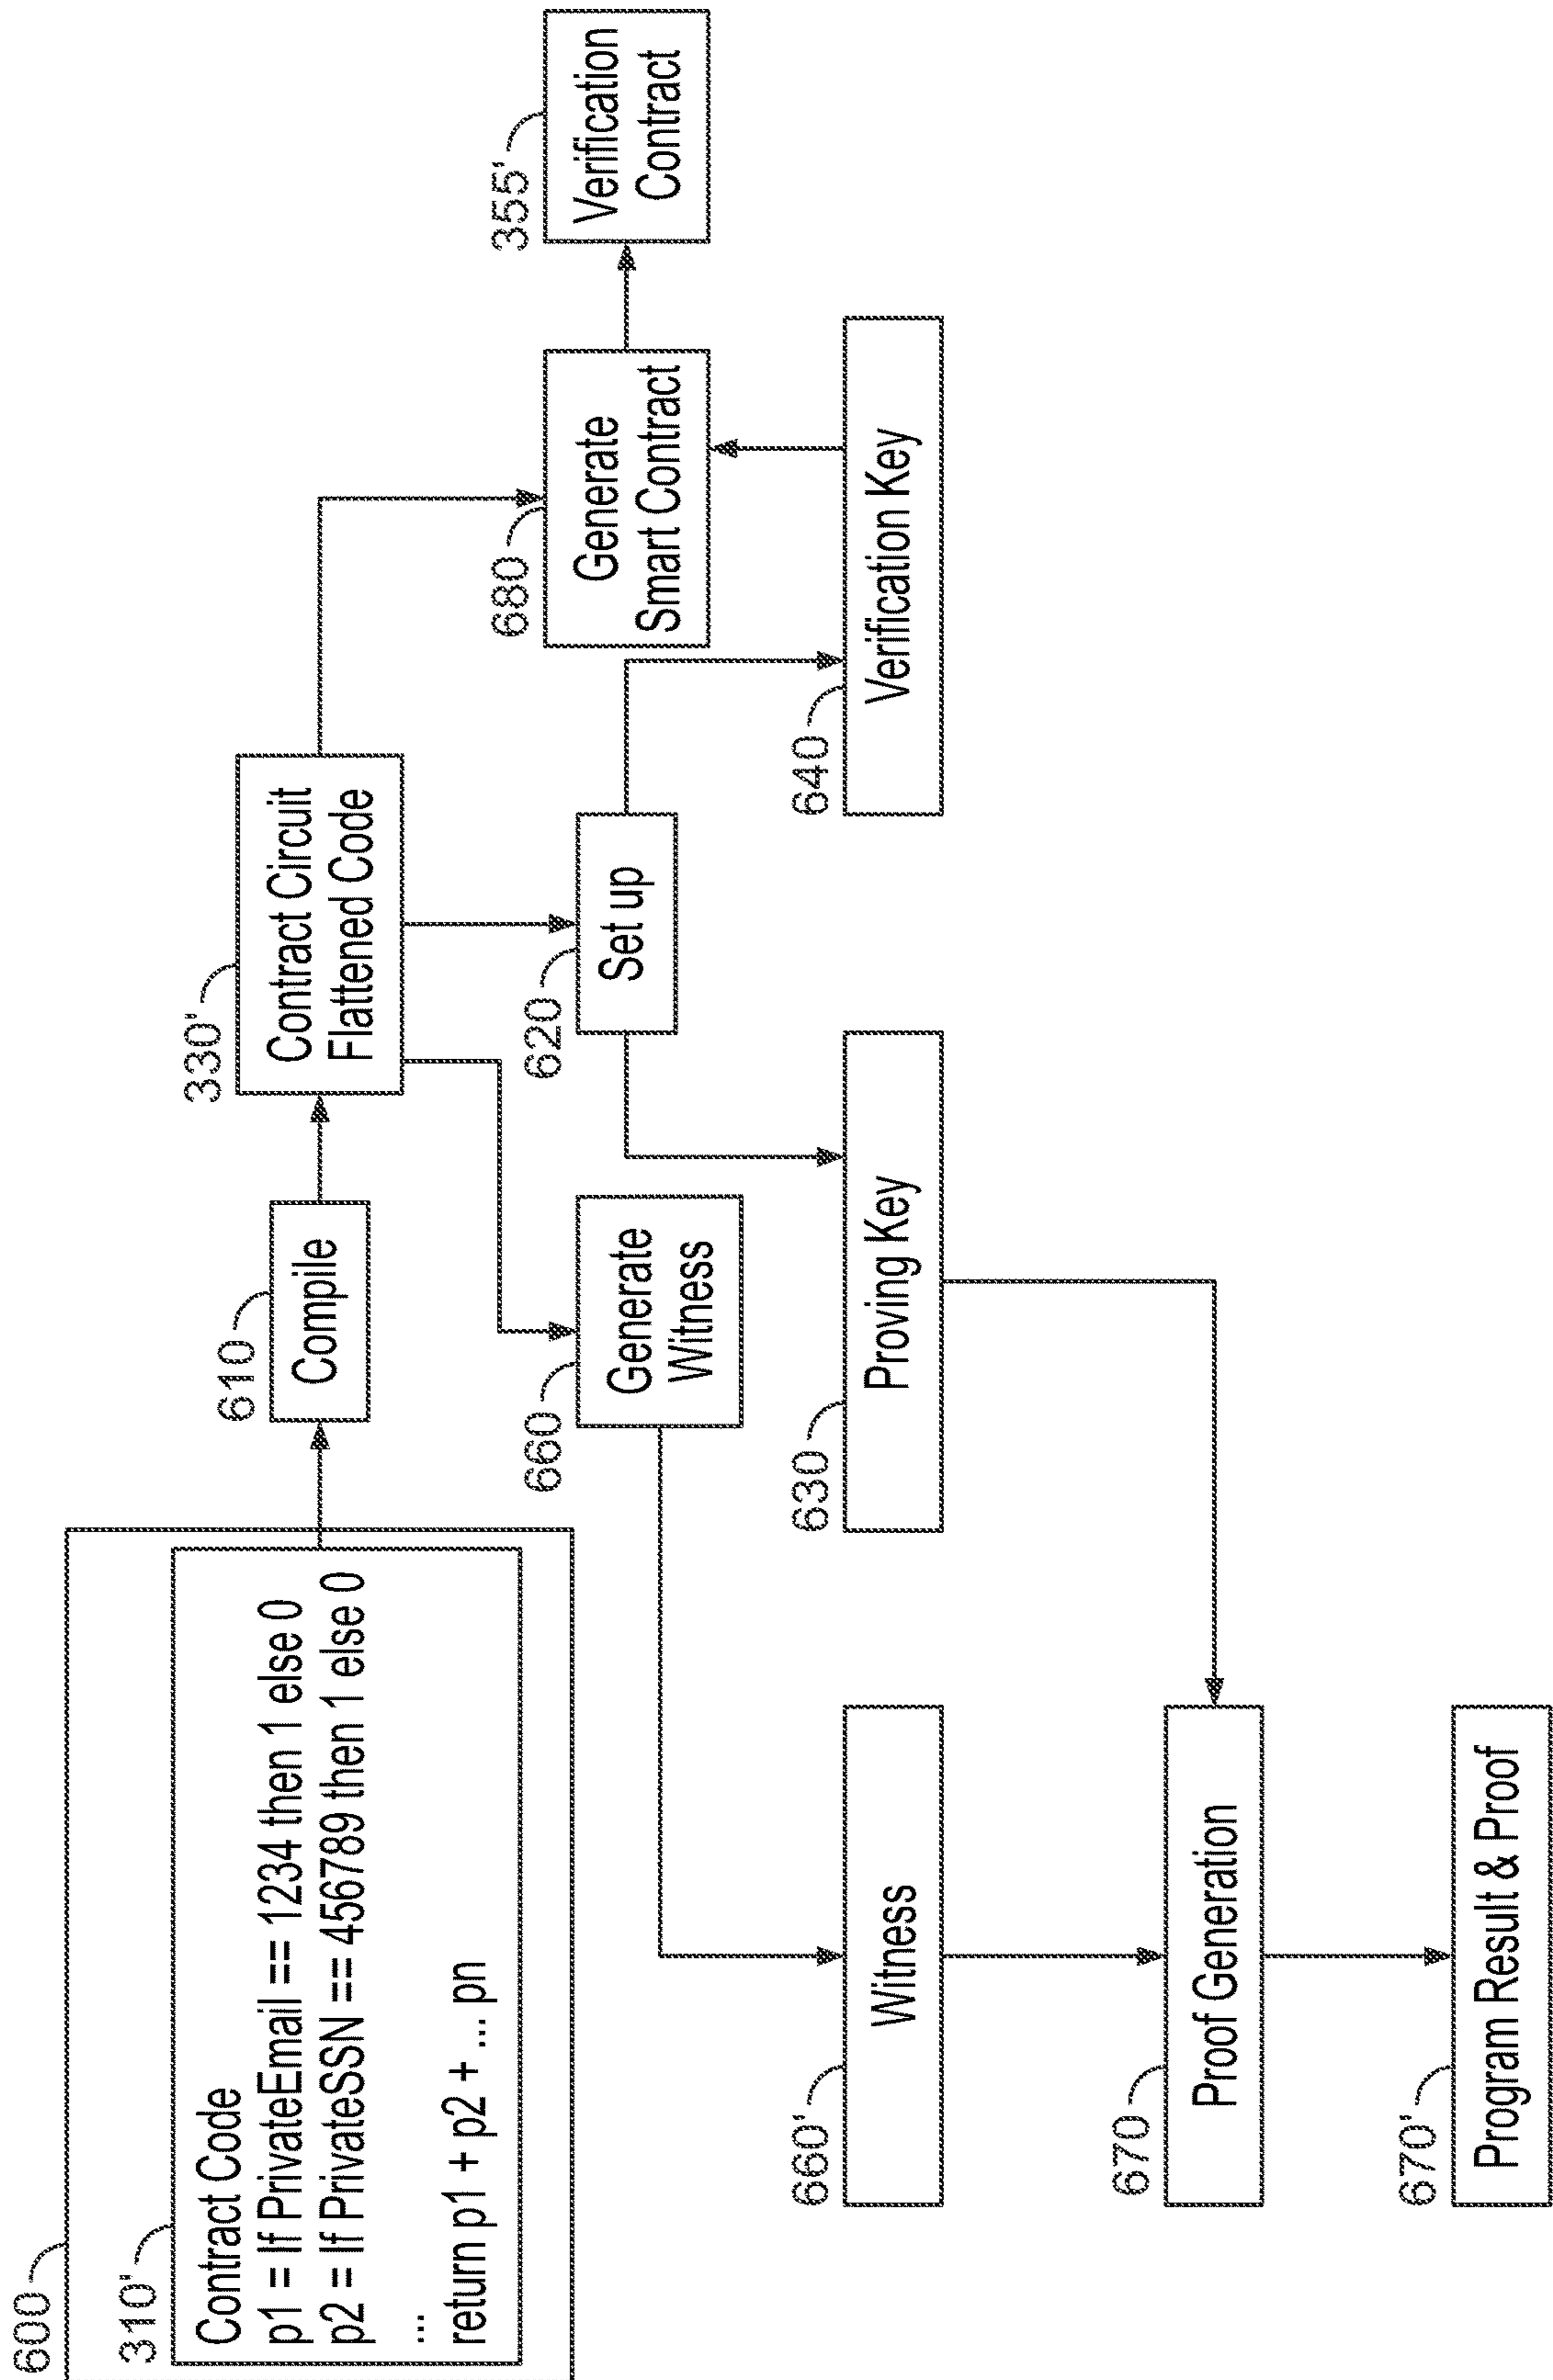 600
310'
Contract Code
p1 = If PrivateEmail == 1234 then 1 else 0
p2 = If PrivateSSN == 456789 then 1 else 0
...
return p1 + p2 + ... pn
610
Compile
330'
Contract Circuit
Flattened Code
660
Generate
Witness
620
Set up
680
Generate
Smart Contract
355'
Verification
Contract
660'
Witness
630
Proving Key
640
Verification Key
670
Proof Generation
670'
Program Result & Proof